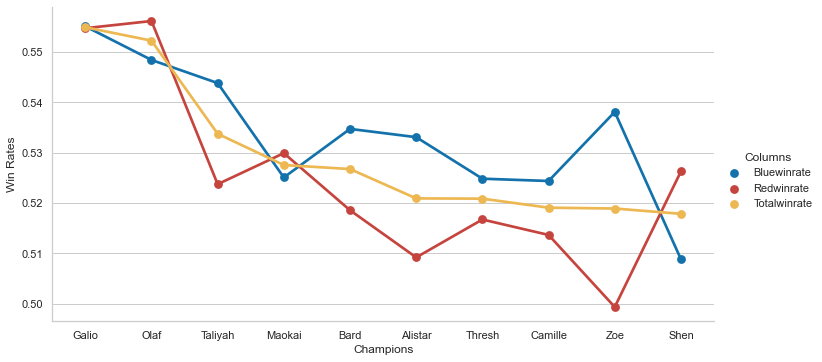 0.55
0.54
0.53
0.52
0.51
0.50
Win Rates
Galio Olaf Taliyah Maokai Bard Alistar Thresh Camille Zoe Shen
Champions
Columns
Bluewinrate
Redwinrate
Totalwinrate